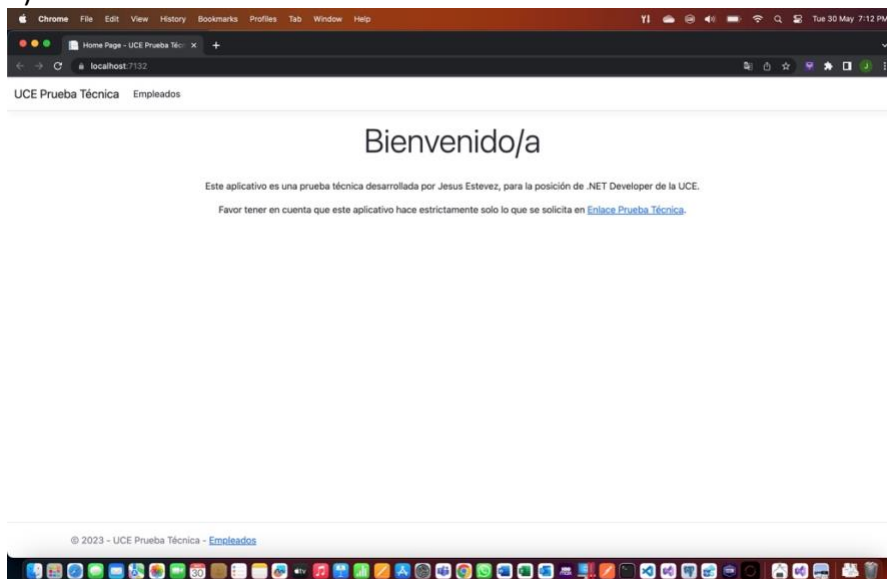 Chrome File Edit View History Bookmarks Profiles Tab Window Help Tue 30 May 7:12 PM
Home Page - UCE Prueba Técn
localhost:7132
UCE Prueba Técnica Empleados
Bienvenido/a
Este aplicativo es una prueba técnica desarrollada por Jesus Estevez, para la posición de .NET Developer de la UCE.
Favor tener en cuenta que este aplicativo hace estrictamente solo lo que se solicita en Enlace Prueba Técnica.
© 2023 - UCE Prueba Técnica - Empleados
30